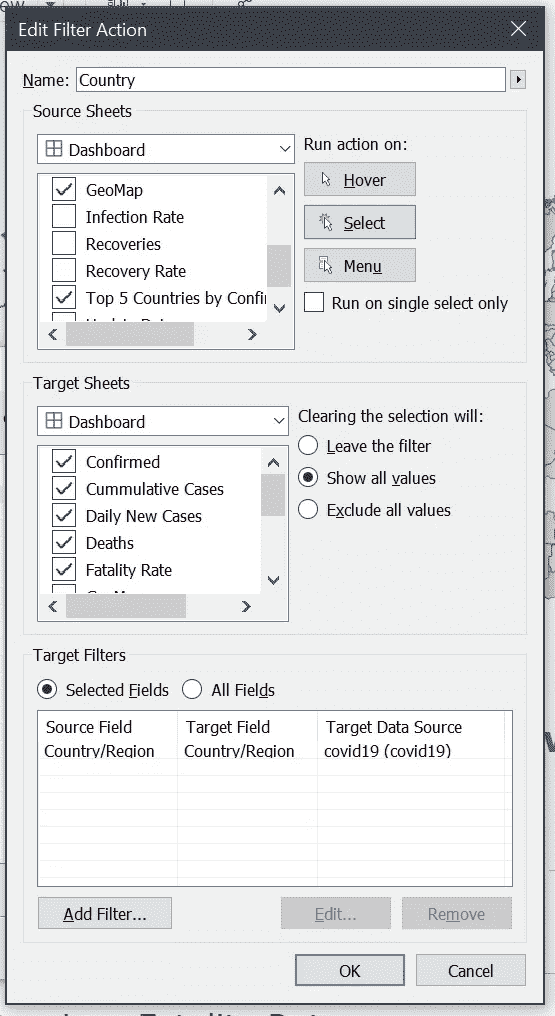 Edit Filter Action
Name: Country
Source Sheets
Dashboard
Run action on:
GeoMap
Infection Rate
Recoveries
Recovery Rate
Top 5 Countries by Confi
Hover
Select
Menu
Run on single select only
Target Sheets
Dashboard
Clearing the selection will:
Confirmed
Cummulative Cases
Daily New Cases
Deaths
Fatality Rate
Leave the filter
Show all values
Exclude all values
Target Filters
Selected Fields All Fields
Source Field Target Field Target Data Source
Country/Region Country/Region covid19 (covid19)
Add Filter... Edit... Remove
OK Cancel